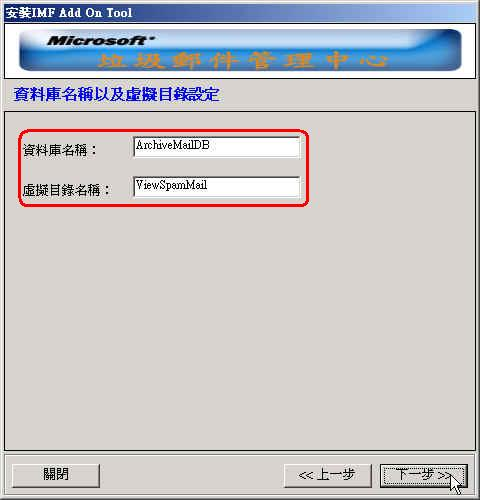 安裝IMF Add On Tool
Microsoft
垃圾郵件管理中心
資料庫名稱以及虛擬目錄設定
資料庫名稱： ArchiveMailDB
虛擬目錄名稱： ViewSpamMail
關閉 << 上一步 下一步 >>